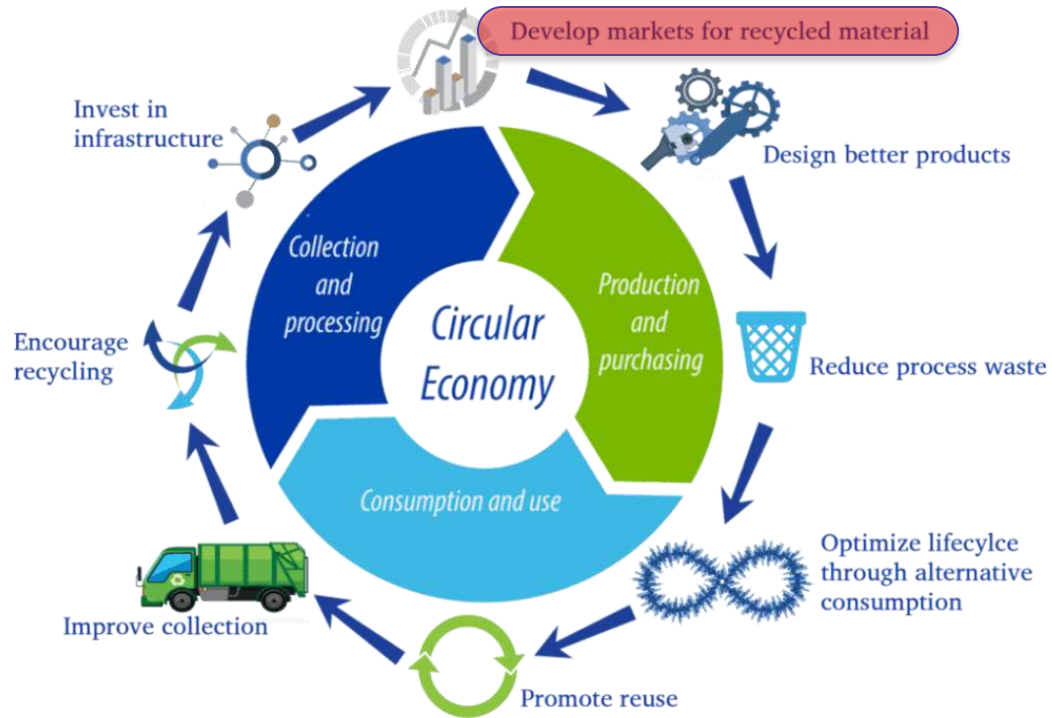 Develop markets for recycled material
Invest in
infrastructure
Design better products
Collection
and
processing
Production
and
purchasing
Circular
Economy
Encourage
recycling
Reduce process waste
Consumption and use
Optimize lifecylce
through alternative
consumption
Improve collection
Promote reuse